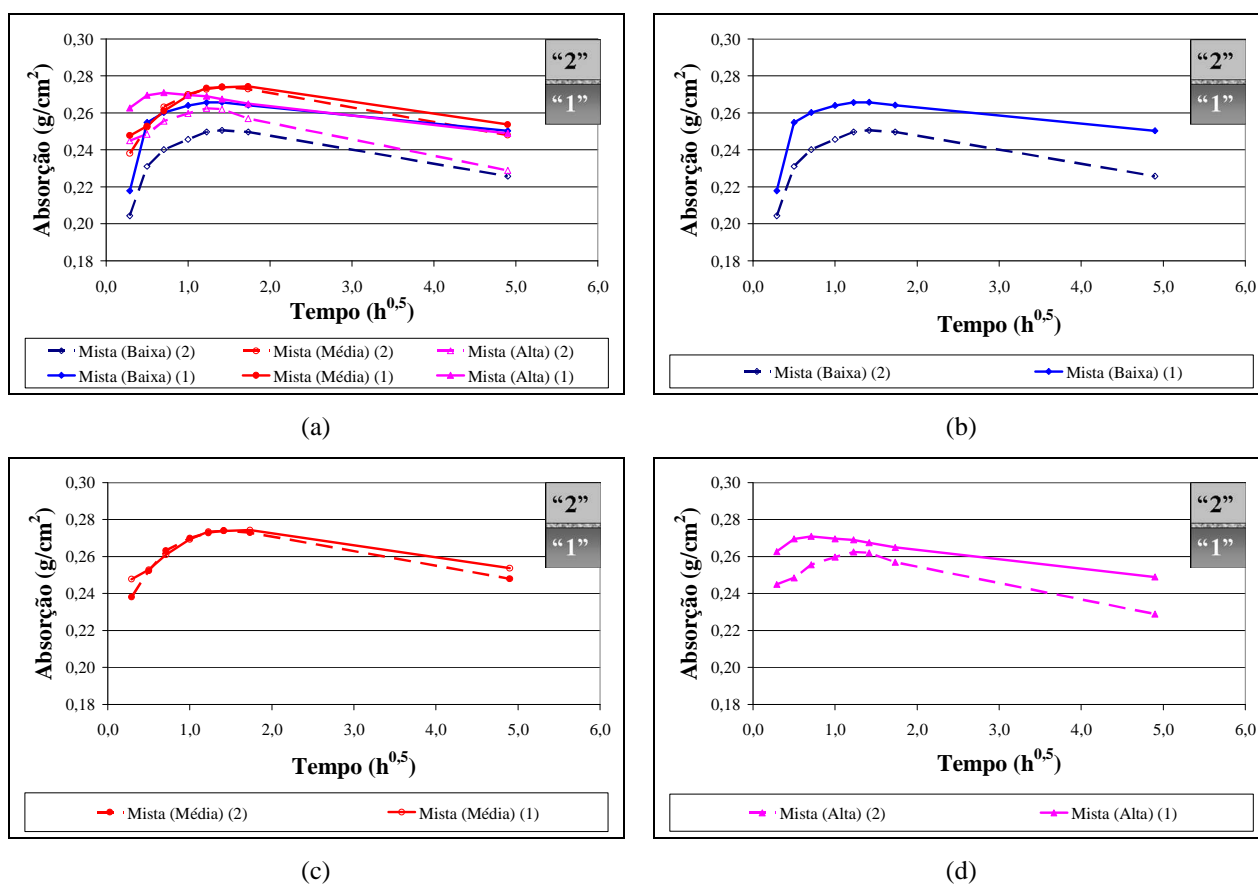 0,30
0,28
0,26
0,24
0,22
0,20
0,18
Absorção (g/cm²)
0,0 1,0 2,0 3,0 4,0 5,0 6,0
Tempo (h^0,5)
“2”
“1”
Mista (Baixa) (2) Mista (Média) (2) Mista (Alta) (2)
Mista (Baixa) (1) Mista (Média) (1) Mista (Alta) (1)
(a)
0,30
0,28
0,26
0,24
0,22
0,20
0,18
Absorção (g/cm²)
0,0 1,0 2,0 3,0 4,0 5,0 6,0
Tempo (h^0,5)
“2”
“1”
Mista (Baixa) (2) Mista (Baixa) (1)
(b)
0,30
0,28
0,26
0,24
0,22
0,20
0,18
Absorção (g/cm²)
0,0 1,0 2,0 3,0 4,0 5,0 6,0
Tempo (h^0,5)
“2”
“1”
Mista (Média) (2) Mista (Média) (1)
(c)
0,30
0,28
0,26
0,24
0,22
0,20
0,18
Absorção (g/cm²)
0,0 1,0 2,0 3,0 4,0 5,0 6,0
Tempo (h^0,5)
“2”
“1”
Mista (Alta) (2) Mista (Alta) (1)
(d)